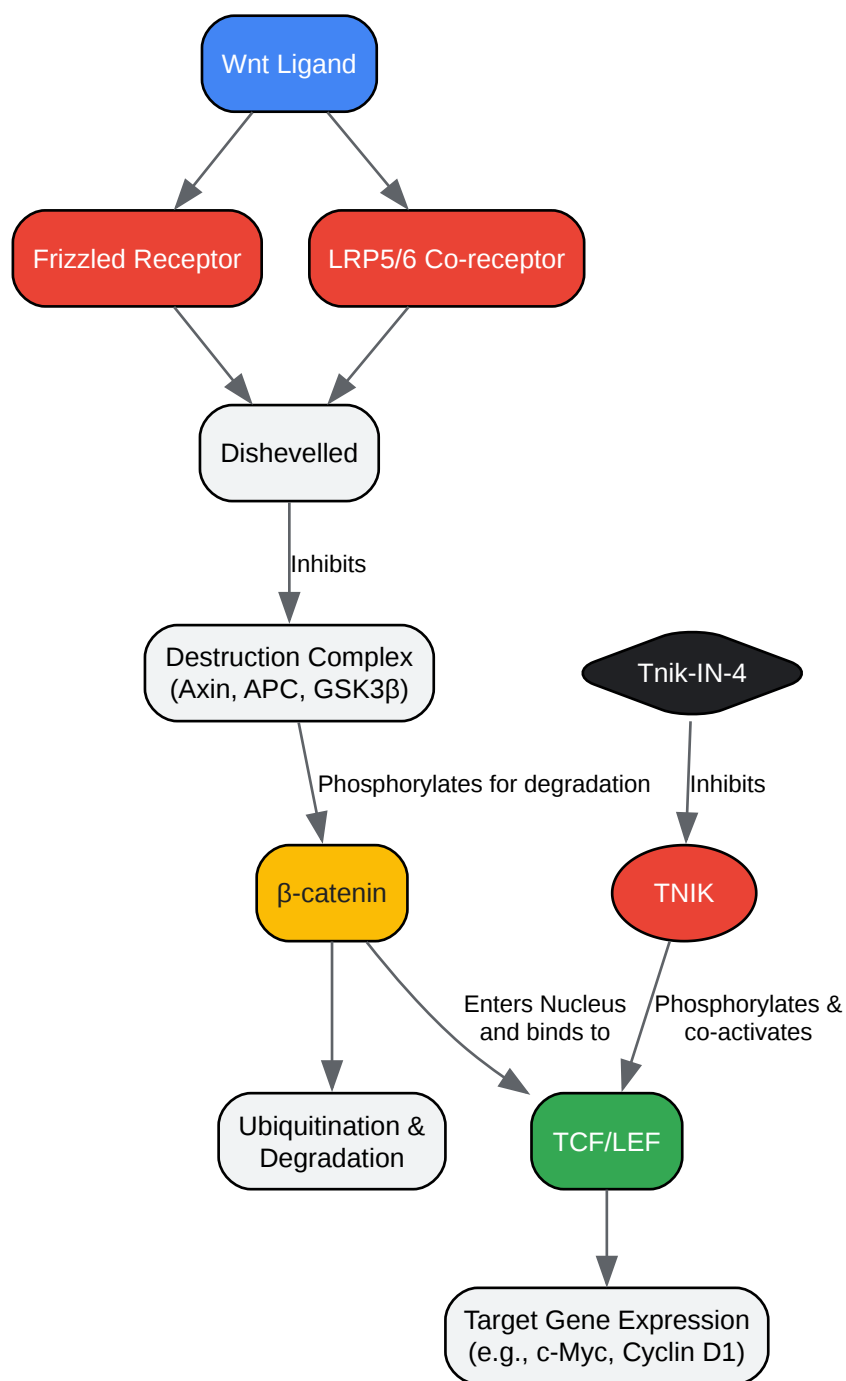 Wnt Ligand
Frizzled Receptor
LRP5/6 Co-receptor
Dishevelled
Inhibits
Destruction Complex
(Axin, APC, GSK3β)
Tnik-IN-4
Phosphorylates for degradation
Inhibits
β-catenin
TNIK
Enters Nucleus
and binds to
Phosphorylates &
co-activates
Ubiquitination &
Degradation
TCF/LEF
Target Gene Expression
(e.g., c-Myc, Cyclin D1)